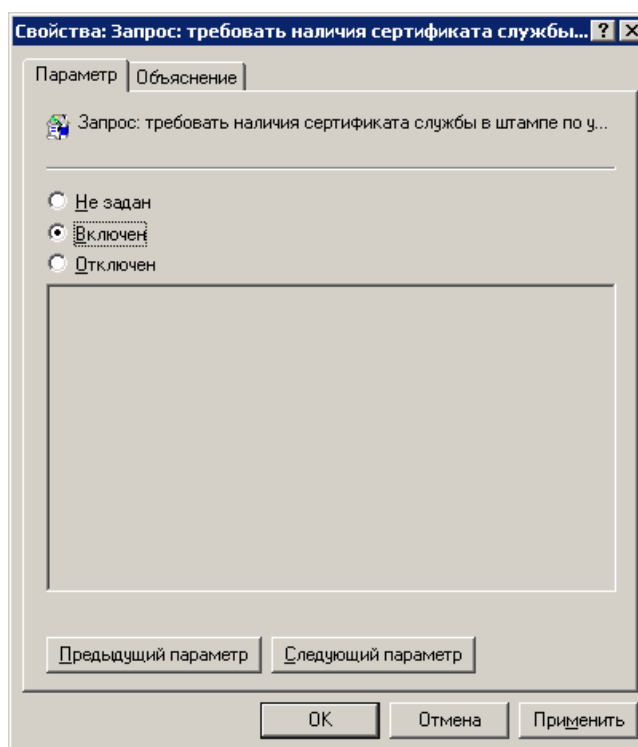 Свойства: Запрос: требовать наличия сертификата службы... ? X
Параметр Объяснение
Запрос: требовать наличия сертификата службы в штампе по у...
Не задан
Включен
Отключен
Предыдущий параметр Следующий параметр
OK Отмена Применить